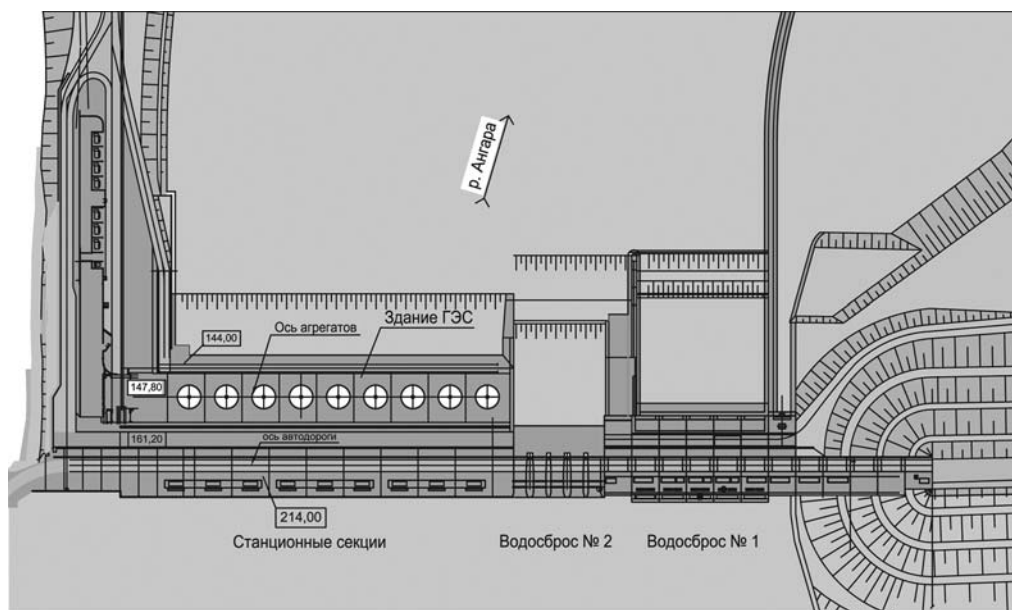 р. Ангара
Здание ГЭС
Ось агрегатов
144,00
147,80
161,20
ось автодороги
214,00
Станционные секции
Водосброс № 2
Водосброс № 1